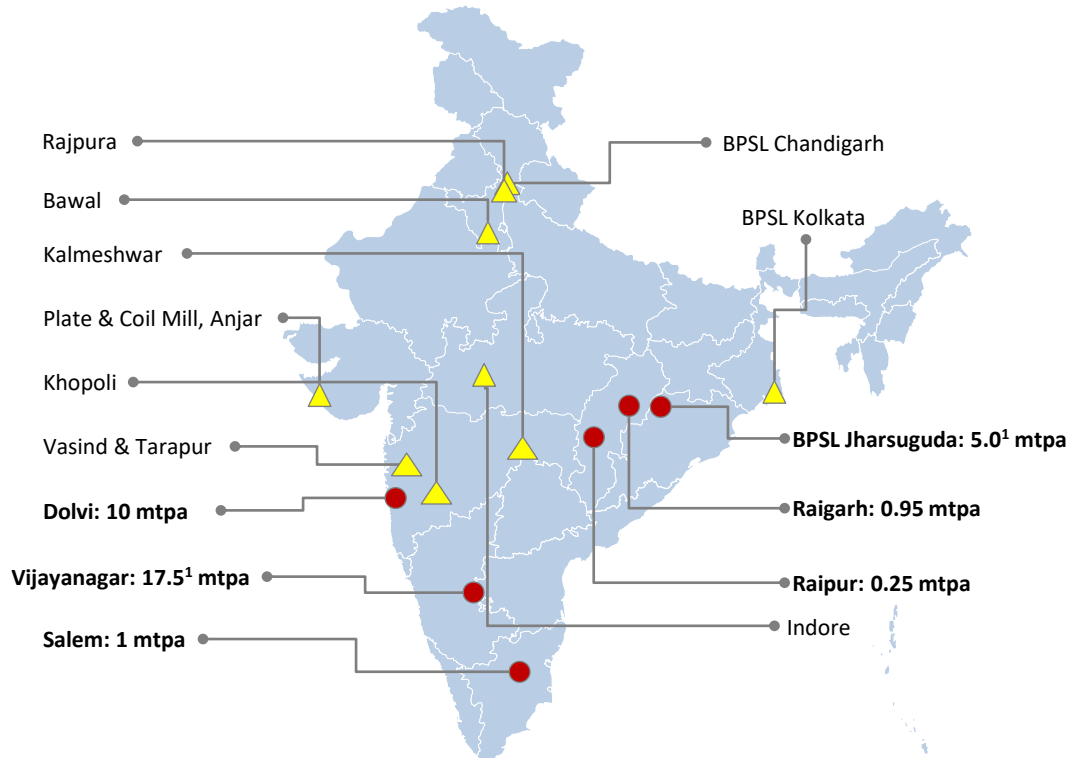 Rajpura
BPSL Chandigarh
Bawal
BPSL Kolkata
Kalmeshwar
Plate & Coil Mill, Anjar
Khopoli
Vasind & Tarapur
BPSL Jharsuguda: 5.0¹ mtpa
Dolvi: 10 mtpa
Raigarh: 0.95 mtpa
Vijayanagar: 17.5¹ mtpa
Raipur: 0.25 mtpa
Indore
Salem: 1 mtpa